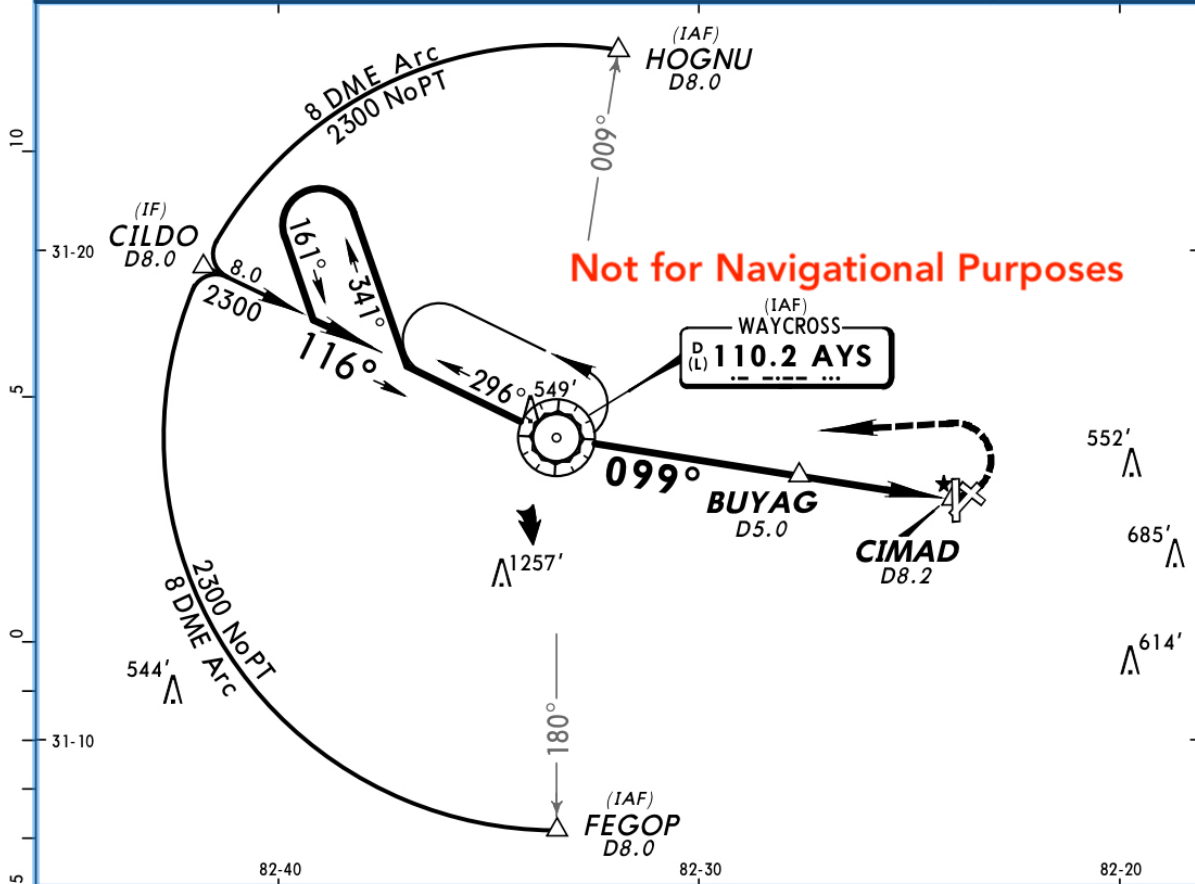 (IAF)
HOGNU
D8.0
8 DME Arc
2300 NoPT
009°
10
(IF)
CILDO
D8.0
31-20
8.0
2300
161°
341°
116°
Not for Navigational Purposes
(IAF)
WAYCROSS
D
(L)
110.2 AYS
296°
549'
5
099°
BUYAG
D5.0
CIMAD
D8.2
552'
685'
1257'
614'
0
2300 NoPT
8 DME Arc
544'
180°
31-10
(IAF)
FEGOP
D8.0
5
82-40
82-30
82-20